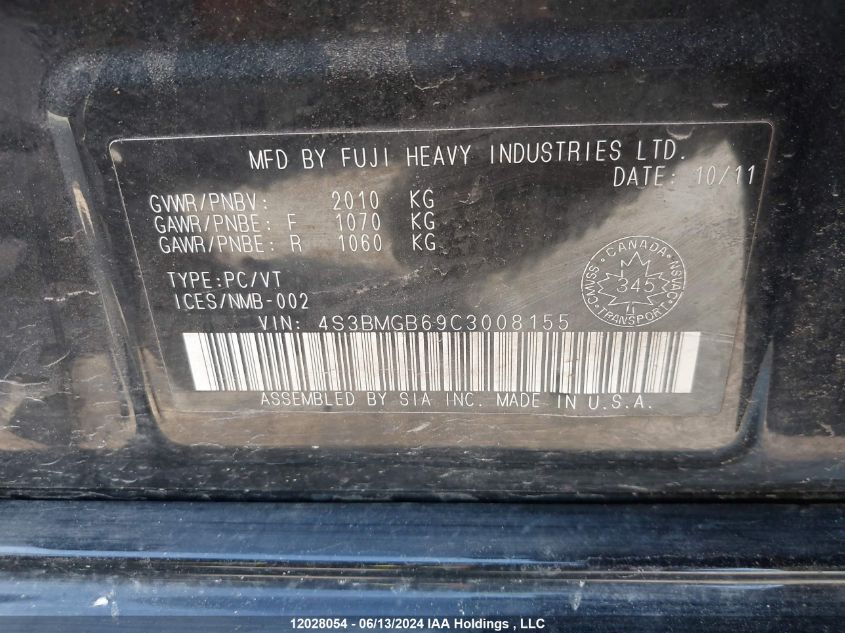 MFD BY FUJI HEAVY INDUSTRIES LTD.
DATE: 10/11
GVWR/PNBV: 2010 KG
GAWR/PNBE: F 1070 KG
GAWR/PNBE: R 1060 KG
TYPE:PC/VT
ICES/NMB-002
CANADA
CMVSS 345 NSVAC
TRANSPORT
VIN: 4S3BMGB69C3008155
ASSEMBLED BY SIA INC. MADE IN U.S.A.
12028054 - 06/13/2024 IAA Holdings , LLC